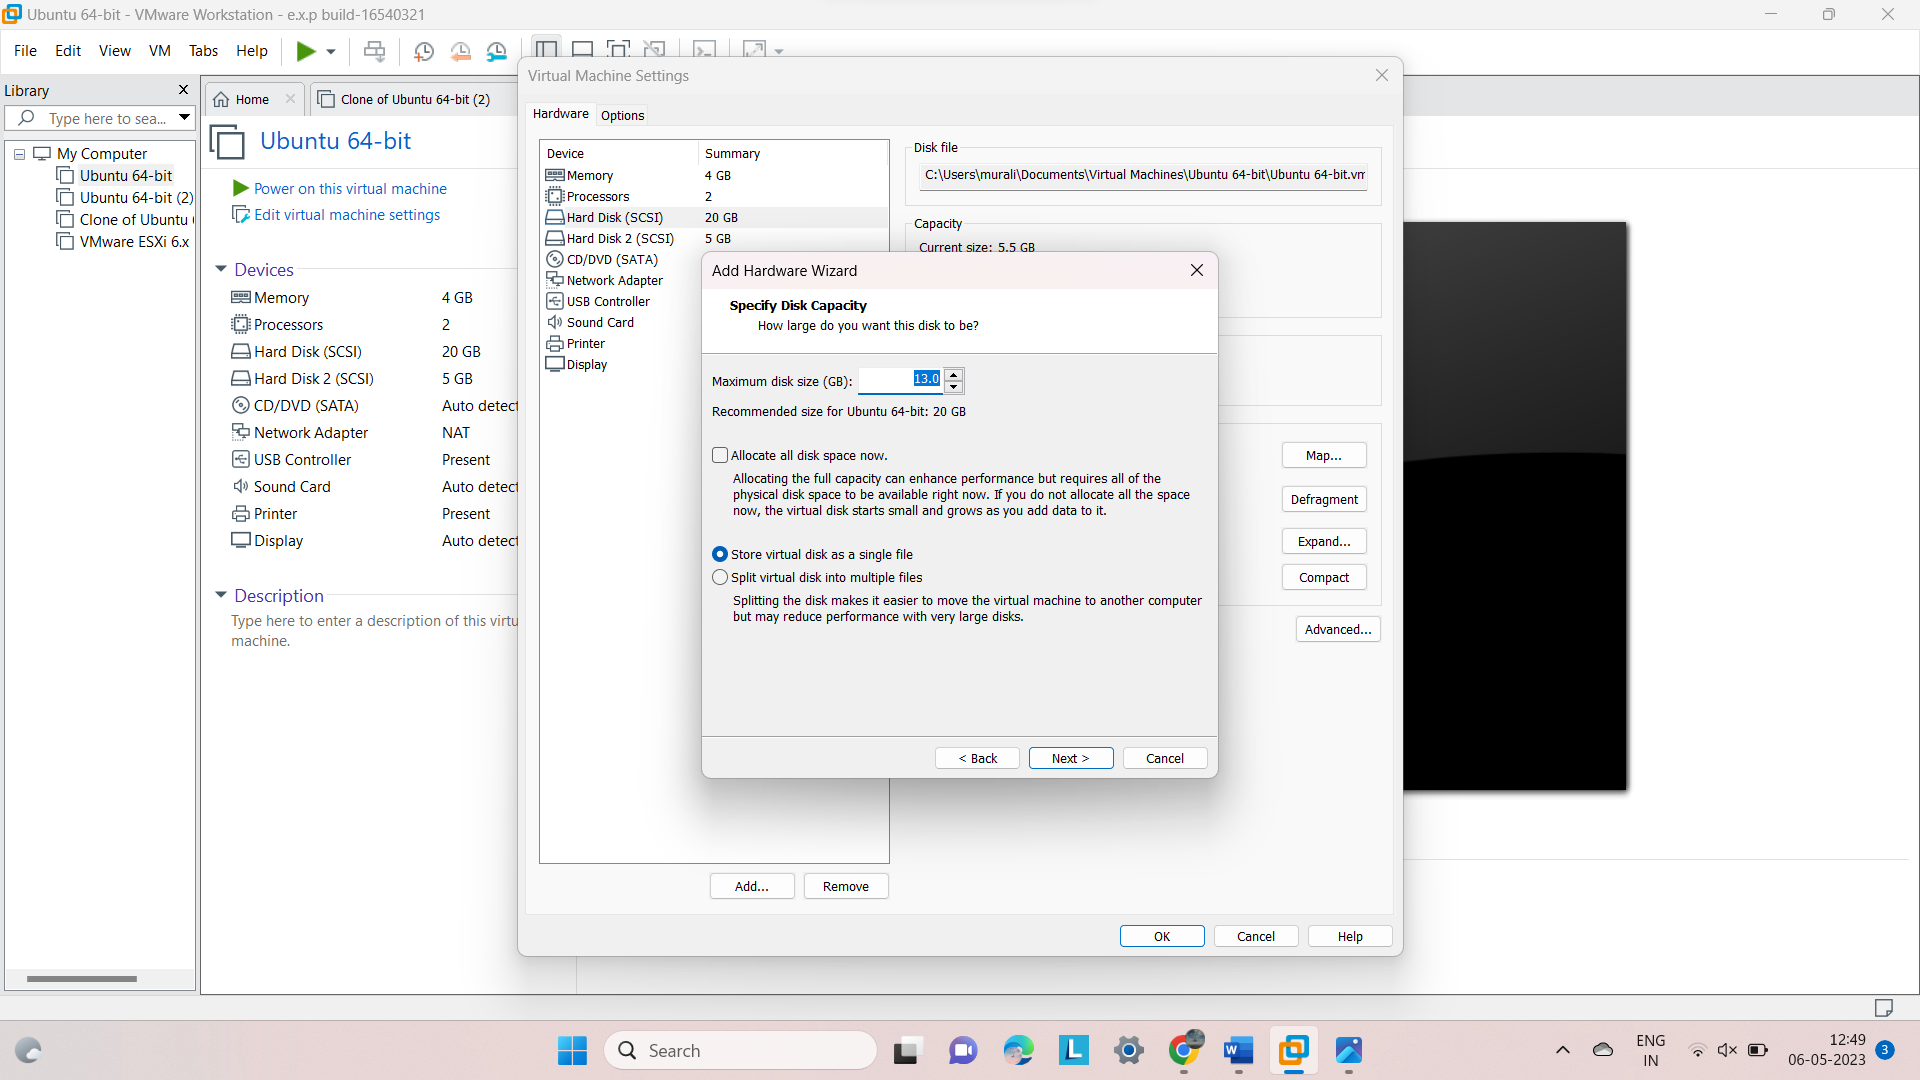 Ubuntu 64-bit - VMware Workstation - e.x.p build-16540321
File Edit View VM Tabs Help
Library
Type here to sea...
My Computer
Ubuntu 64-bit
Ubuntu 64-bit (2)
Clone of Ubuntu
VMware ESXi 6.x
Home
Clone of Ubuntu 64-bit (2)
Ubuntu 64-bit
Power on this virtual machine
Edit virtual machine settings
Devices
Memory 4 GB
Processors 2
Hard Disk (SCSI) 20 GB
Hard Disk 2 (SCSI) 5 GB
CD/DVD (SATA) Auto detect
Network Adapter NAT
USB Controller Present
Sound Card Auto detect
Printer Present
Display Auto detect
Description
Type here to enter a description of this virtu
machine.
Virtual Machine Settings
Hardware Options
Device Summary
Memory 4 GB
Processors 2
Hard Disk (SCSI) 20 GB
Hard Disk 2 (SCSI) 5 GB
CD/DVD (SATA)
Network Adapter
USB Controller
Sound Card
Printer
Display
Add... Remove
Disk file
C:\Users\murali\Documents\Virtual Machines\Ubuntu 64-bit\Ubuntu 64-bit.vm
Capacity
Current size: 5.5 GB
Map...
Defragment
Expand...
Compact
Advanced...
OK Cancel Help
Add Hardware Wizard
Specify Disk Capacity
How large do you want this disk to be?
Maximum disk size (GB): 13.0
Recommended size for Ubuntu 64-bit: 20 GB
Allocate all disk space now.
Allocating the full capacity can enhance performance but requires all of the
physical disk space to be available right now. If you do not allocate all the space
now, the virtual disk starts small and grows as you add data to it.
Store virtual disk as a single file
Split virtual disk into multiple files
Splitting the disk makes it easier to move the virtual machine to another computer
but may reduce performance with very large disks.
< Back Next > Cancel
Search
L
W
ENG
IN
12:49
06-05-2023
3